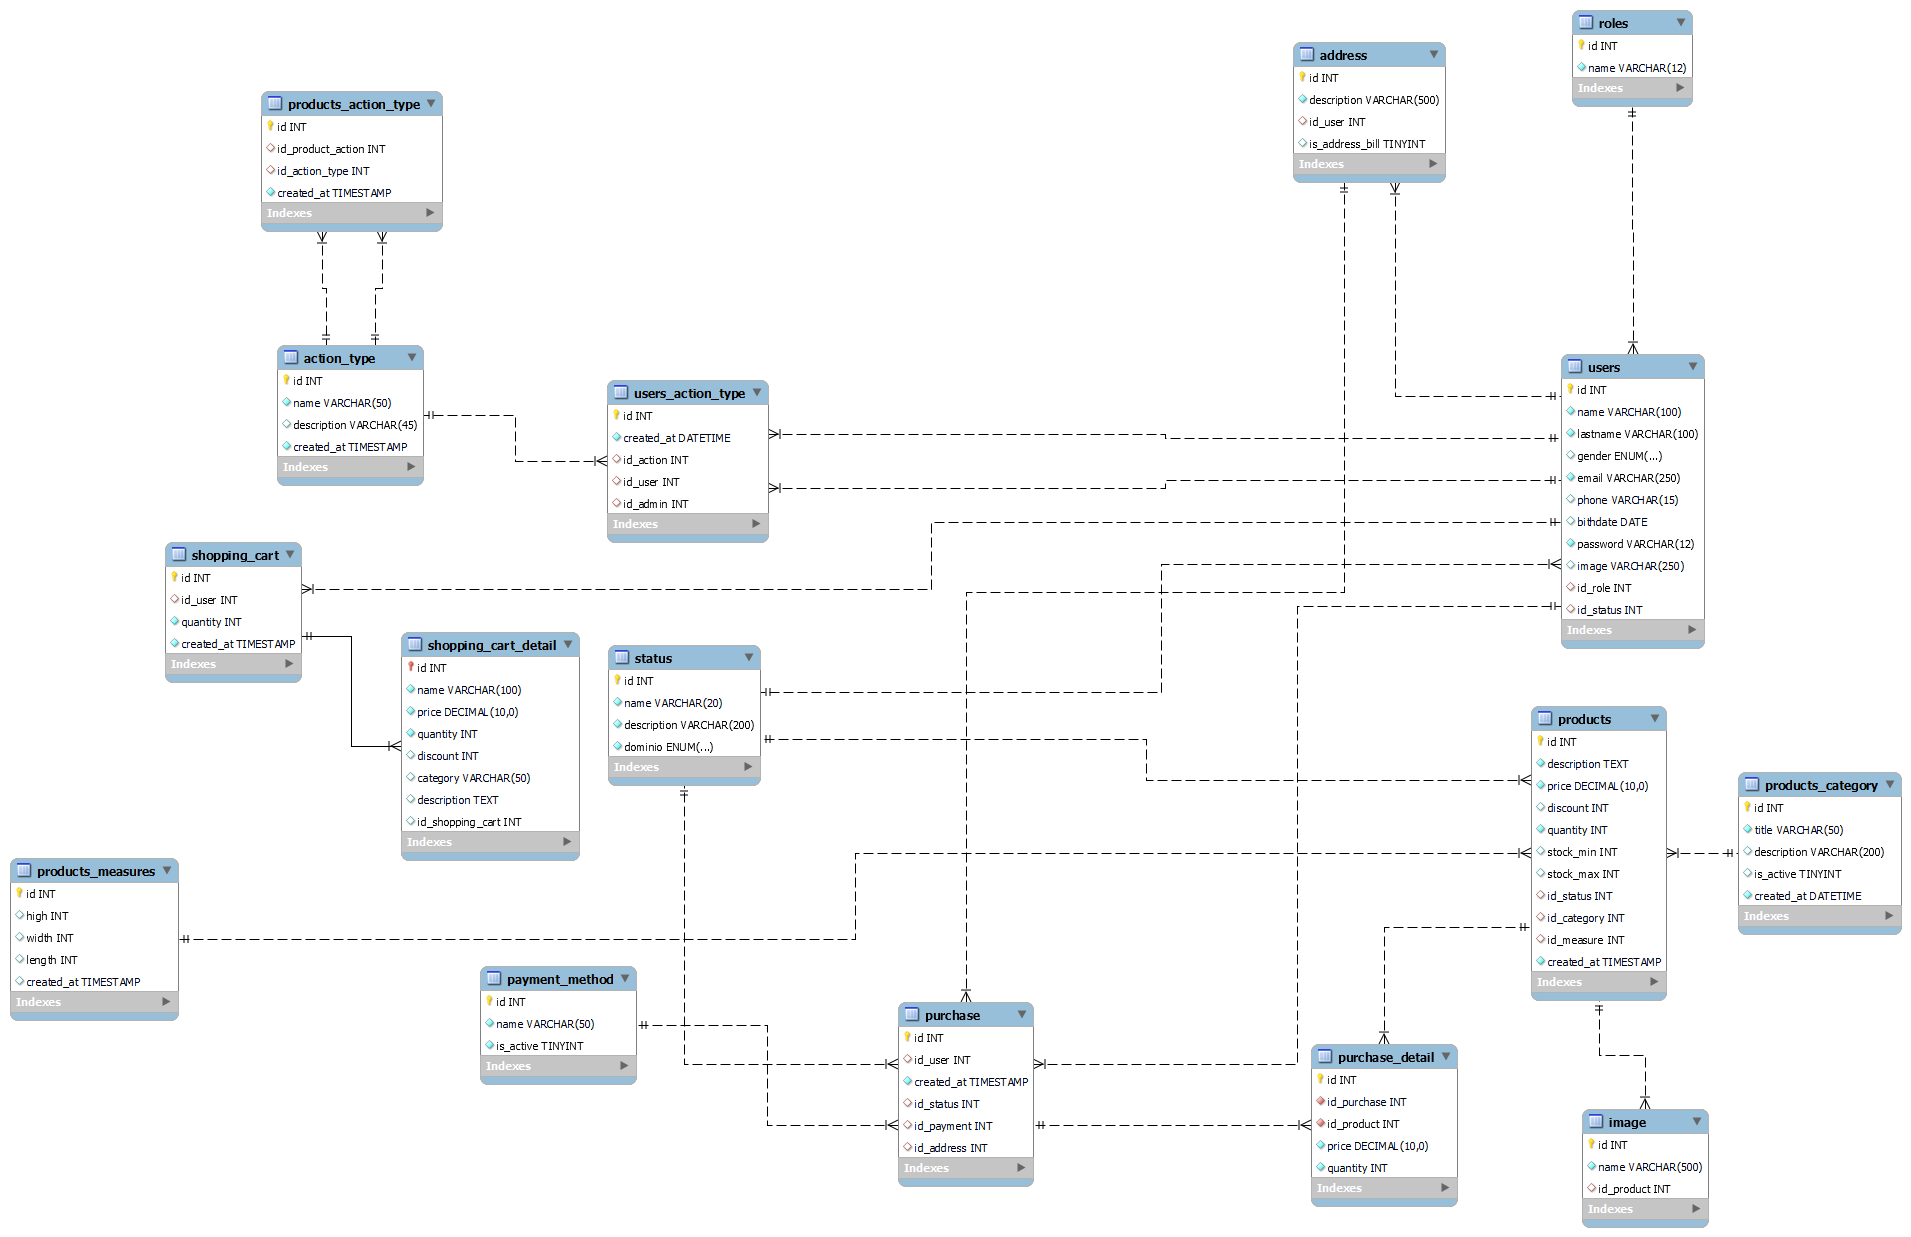 roles
id INT
name VARCHAR(12)
Indexes
address
id INT
description VARCHAR(500)
id_user INT
is_address_bill TINYINT
Indexes
products_action_type
id INT
id_product_action INT
id_action_type INT
created_at TIMESTAMP
Indexes
action_type
id INT
name VARCHAR(50)
description VARCHAR(45)
created_at TIMESTAMP
Indexes
users_action_type
id INT
created_at DATETIME
id_action INT
id_user INT
id_admin INT
Indexes
users
id INT
name VARCHAR(100)
lastname VARCHAR(100)
gender ENUM(...)
email VARCHAR(250)
phone VARCHAR(15)
bithdate DATE
password VARCHAR(12)
image VARCHAR(250)
id_role INT
id_status INT
Indexes
shopping_cart
id INT
id_user INT
quantity INT
created_at TIMESTAMP
Indexes
shopping_cart_detail
id INT
name VARCHAR(100)
price DECIMAL(10,0)
quantity INT
discount INT
category VARCHAR(50)
description TEXT
id_shopping_cart INT
Indexes
status
id INT
name VARCHAR(20)
description VARCHAR(200)
dominio ENUM(...)
Indexes
products
id INT
description TEXT
price DECIMAL(10,0)
discount INT
quantity INT
stock_min INT
stock_max INT
id_status INT
id_category INT
id_measure INT
created_at TIMESTAMP
Indexes
products_category
id INT
title VARCHAR(50)
description VARCHAR(200)
is_active TINYINT
created_at DATETIME
Indexes
products_measures
id INT
high INT
width INT
length INT
created_at TIMESTAMP
Indexes
payment_method
id INT
name VARCHAR(50)
is_active TINYINT
Indexes
purchase
id INT
id_user INT
created_at TIMESTAMP
id_status INT
id_payment INT
id_address INT
Indexes
purchase_detail
id INT
id_purchase INT
id_product INT
price DECIMAL(10,0)
quantity INT
Indexes
image
id INT
name VARCHAR(500)
id_product INT
Indexes